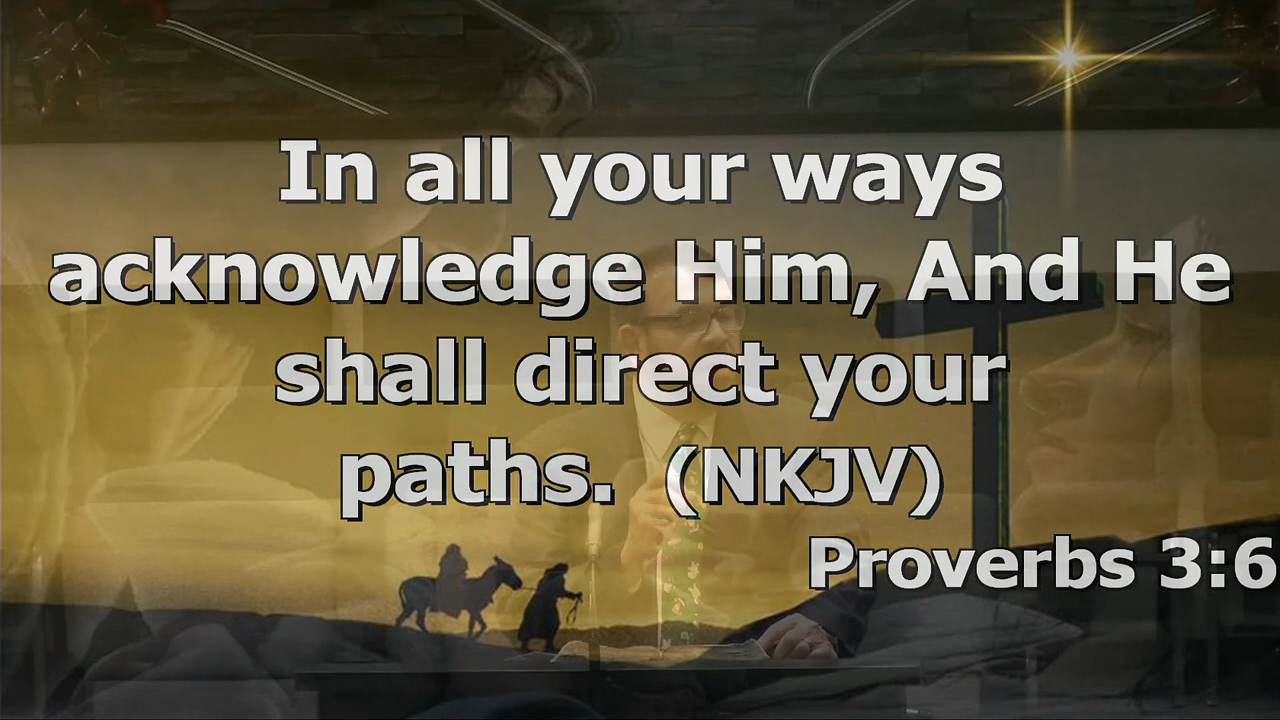 In all your ways
acknowledge Him, And He
shall direct your
paths. (NKJV)
Proverbs 3:6